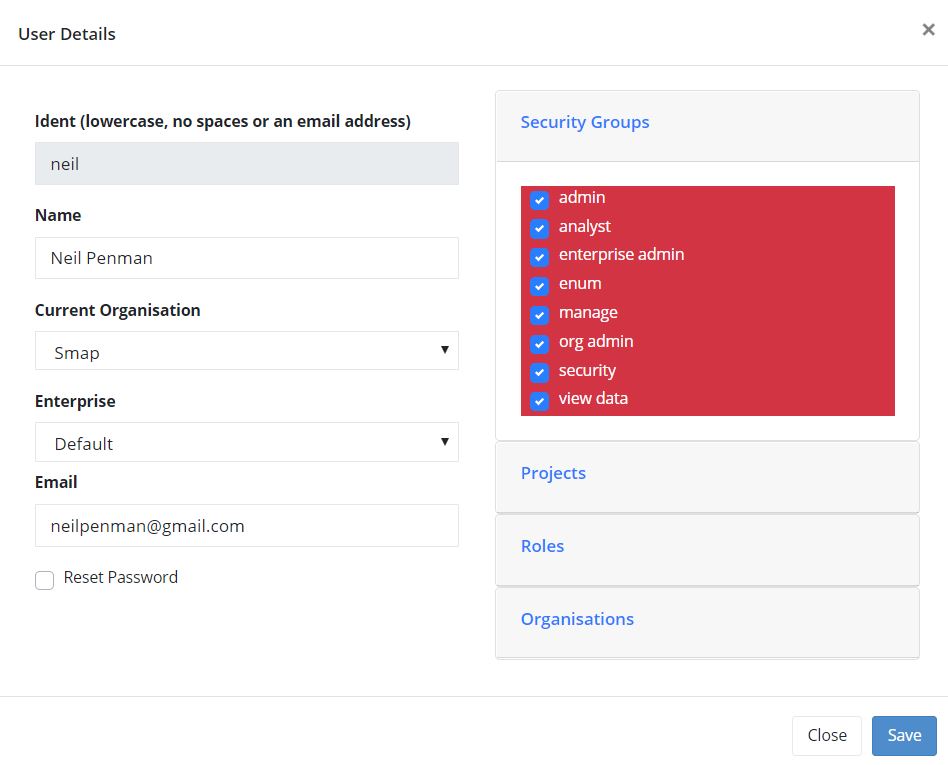 User Details
×
Ident (lowercase, no spaces or an email address)
neil
Name
Neil Penman
Current Organisation
Smap
Enterprise
Default
Email
neilpenman@gmail.com
Reset Password
Security Groups
admin
analyst
enterprise admin
enum
manage
org admin
security
view data
Projects
Roles
Organisations
Close
Save